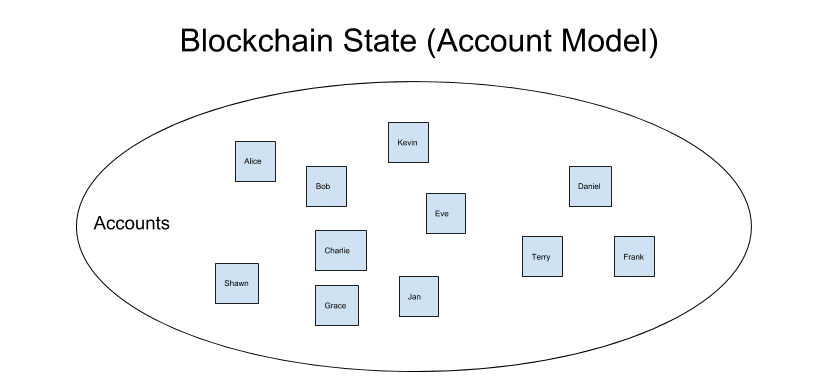 Blockchain State (Account Model)
Kevin
Alice
Bob
Daniel
Eve
Accounts
Charlie
Terry
Frank
Shawn
Jan
Grace